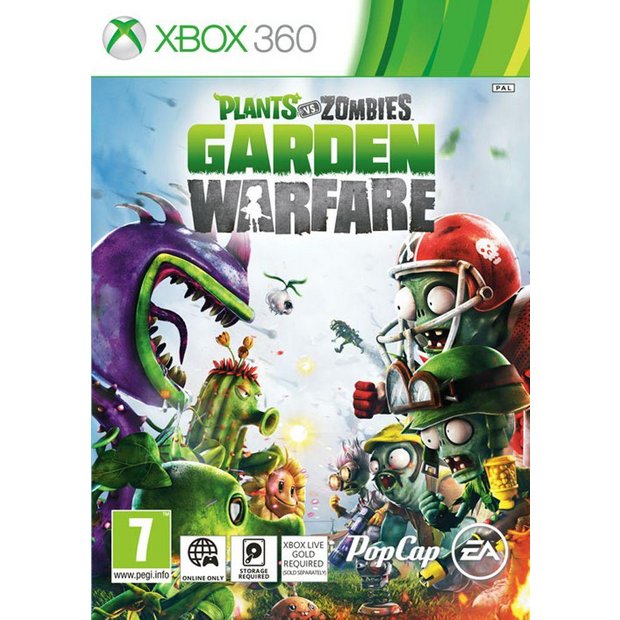 XBOX 360
PAL
PLANTS VS. ZOMBIES
GARDEN
WARFARE
7
www.pegi.info
ONLINE ONLY
STORAGE
REQUIRED
XBOX LIVE
GOLD
REQUIRED
(SOLD SEPARATELY)
PopCap
EA